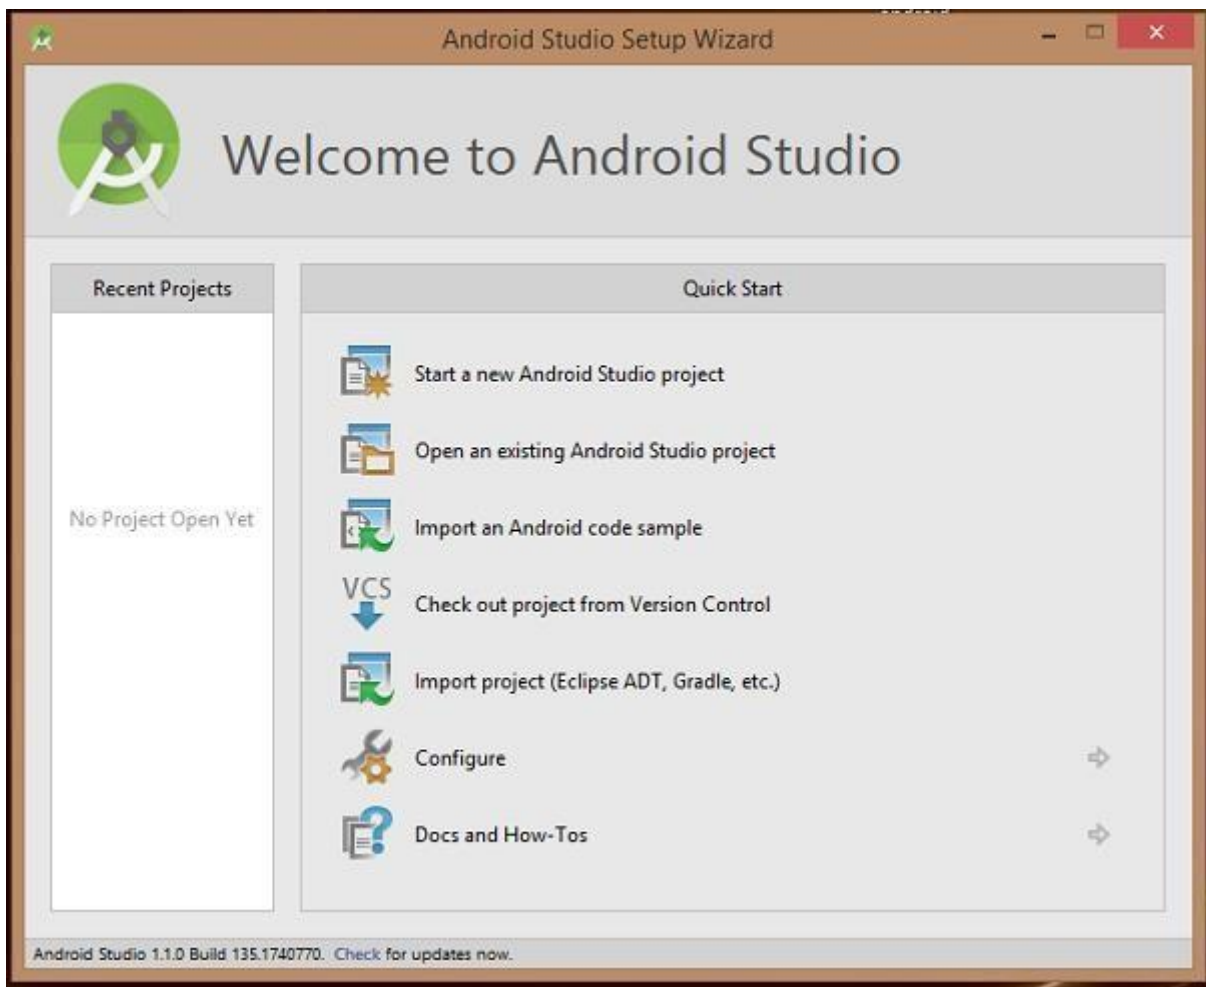 Android Studio Setup Wizard
Welcome to Android Studio
Recent Projects
No Project Open Yet
Quick Start
Start a new Android Studio project
Open an existing Android Studio project
Import an Android code sample
VCS
Check out project from Version Control
Import project (Eclipse ADT, Gradle, etc.)
Configure
Docs and How-Tos
Android Studio 1.1.0 Build 135.1740770. Check for updates now.